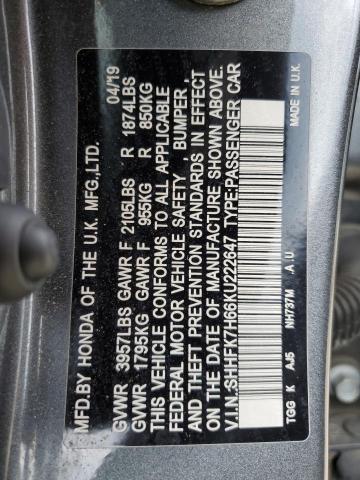 MFD.BY HONDA OF THE U.K. MFG.,LTD. 04/19
GVWR 3957LBS GAWR F 2105LBS R 1874LBS
GVWR 1795KG GAWR F 955KG R 850KG
THIS VEHICLE CONFORMS TO ALL APPLICABLE
FEDERAL MOTOR VEHICLE SAFETY , BUMPER,
AND THEFT PREVENTION STANDARDS IN EFFECT
ON THE DATE OF MANUFACTURE SHOWN ABOVE.
V.I.N.:SHHFK7H66KU222647 TYPE:PASSENGER CAR
TGG K AJ5 NH737M .A U MADE IN U.K.